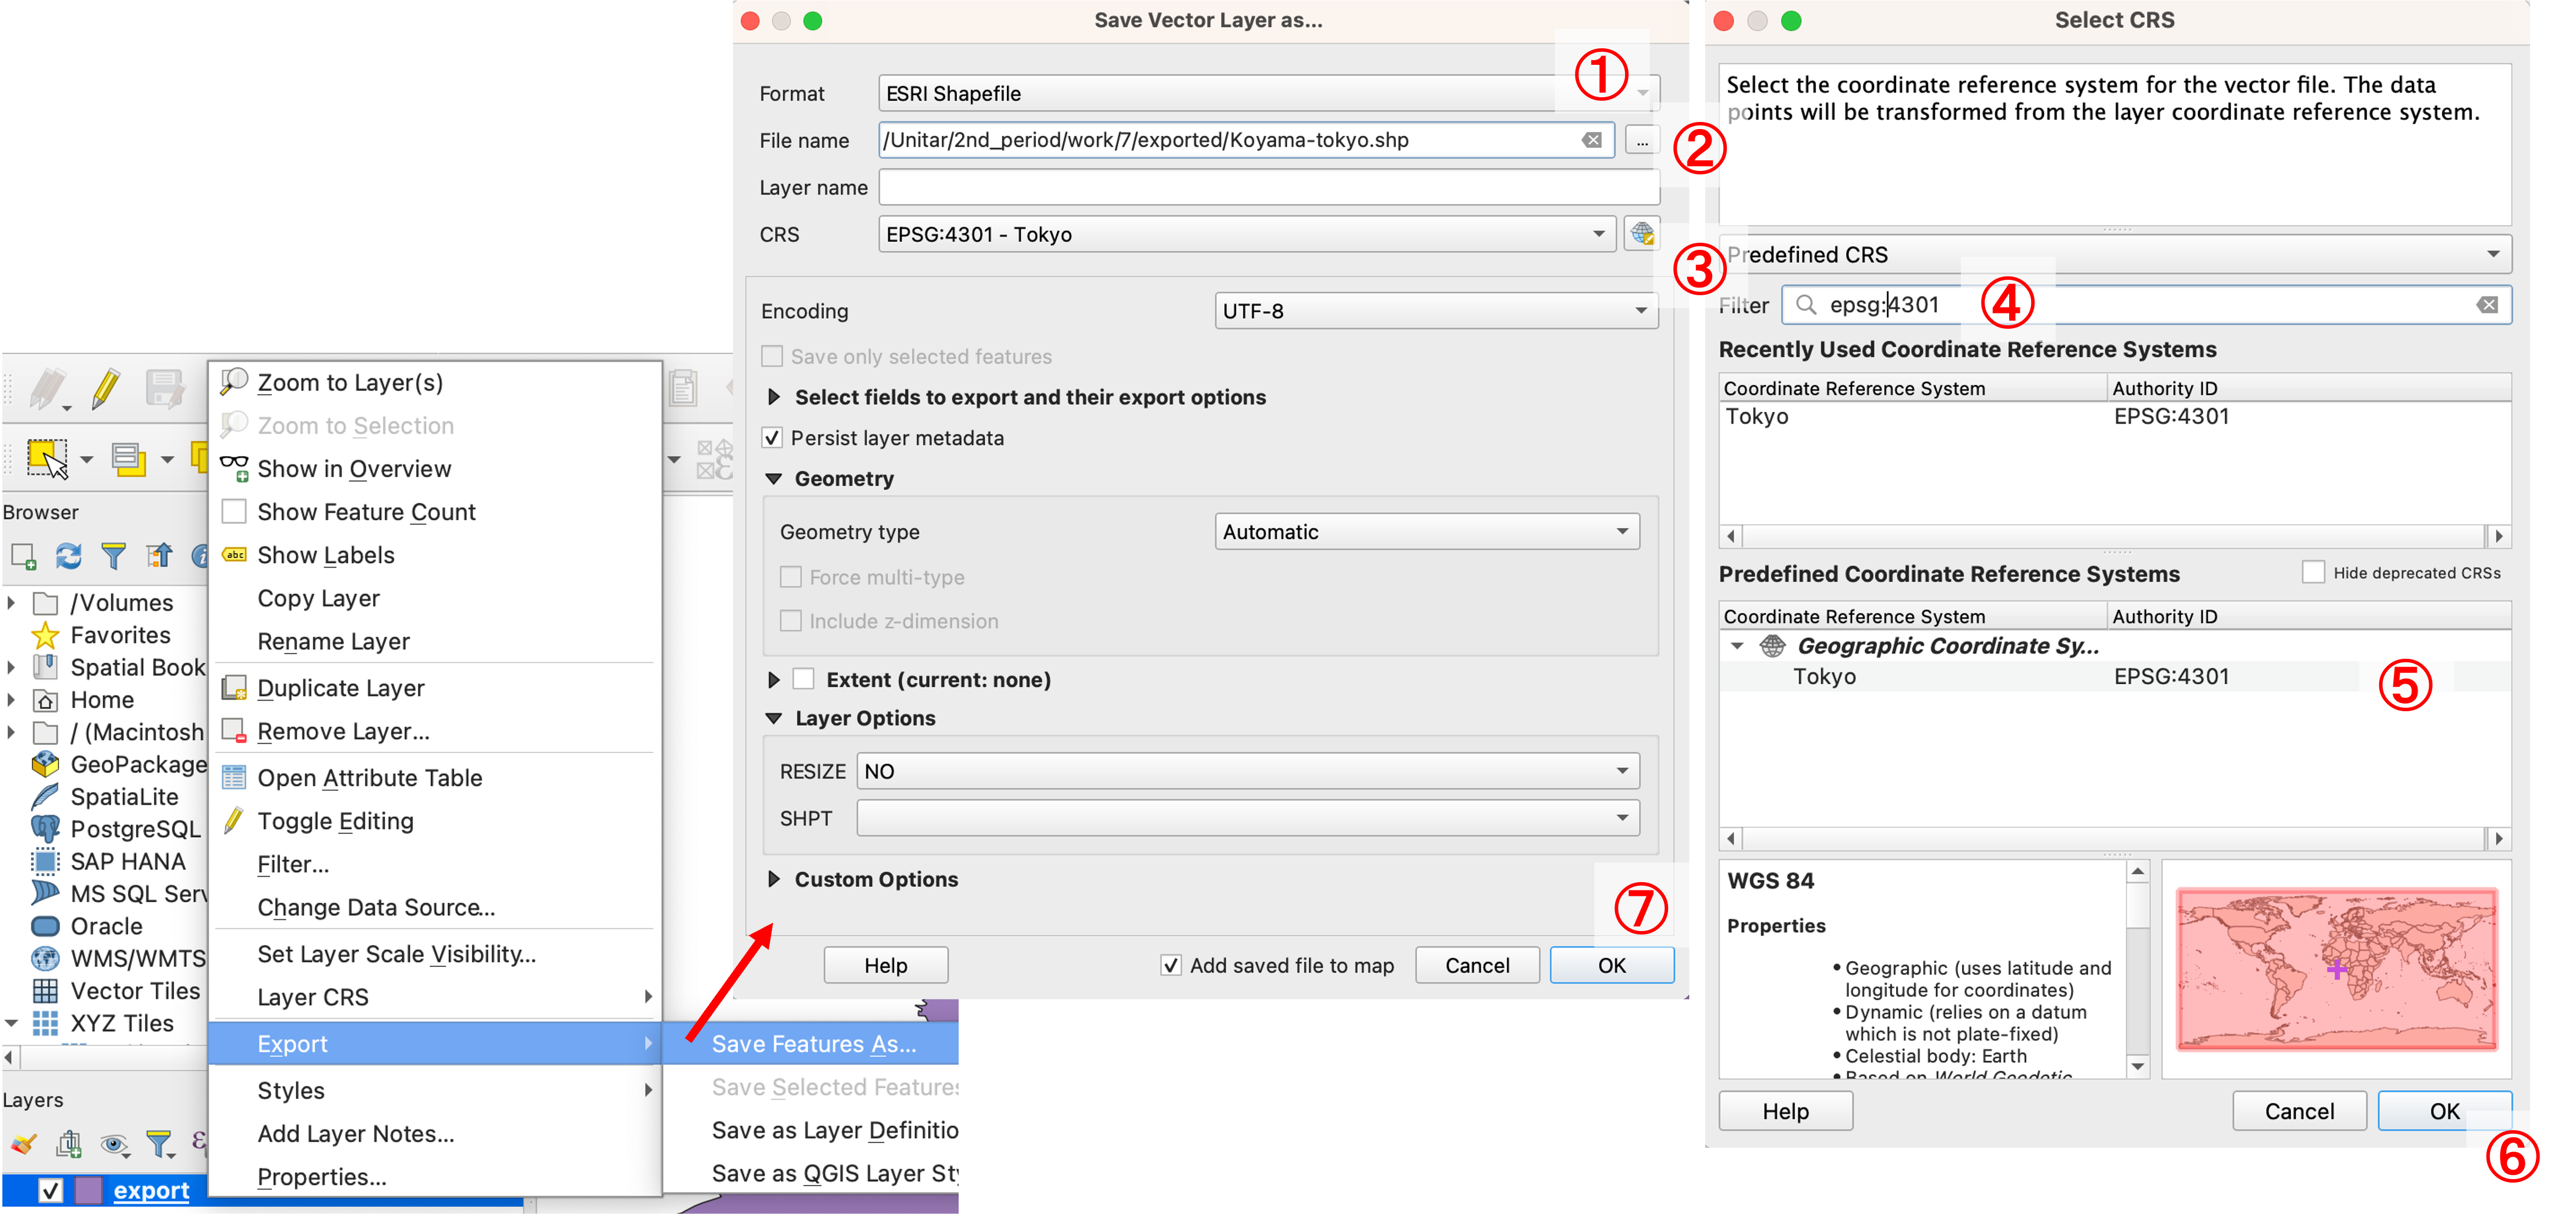 Zoom to Layer(s)
Zoom to Selection
Show in Overview
Show Feature Count
Show Labels
Copy Layer
Rename Layer
Duplicate Layer
Remove Layer...
Open Attribute Table
Toggle Editing
Filter...
Change Data Source...
Set Layer Scale Visibility...
Layer CRS
Export
Styles
Add Layer Notes...
Properties...
Save Features As...
Save Selected Features
Save as Layer Definitio
Save as QGIS Layer Sty
Browser
/Volumes
Favorites
Spatial Book
Home
/ (Macintosh
GeoPackage
SpatiaLite
PostgreSQL
SAP HANA
MS SQL Serv
Oracle
WMS/WMTS
Vector Tiles
XYZ Tiles
Layers
export
abc
Save Vector Layer as...
Format ESRI Shapefile ①
File name /Unitar/2nd_period/work/7/exported/Koyama-tokyo.shp ... ②
Layer name
CRS EPSG:4301 - Tokyo ③
Encoding UTF-8
Save only selected features
Select fields to export and their export options
Persist layer metadata
Geometry
Geometry type Automatic
Force multi-type
Include z-dimension
Extent (current: none)
Layer Options
RESIZE NO
SHPT
Custom Options
⑦
Help Add saved file to map Cancel OK
Select CRS
Select the coordinate reference system for the vector file. The data
points will be transformed from the layer coordinate reference system.
Predefined CRS
Filter epsg:4301 ④
Recently Used Coordinate Reference Systems
Coordinate Reference System Authority ID
Tokyo EPSG:4301
Predefined Coordinate Reference Systems Hide deprecated CRSs
Coordinate Reference System Authority ID
Geographic Coordinate Sy...
Tokyo EPSG:4301 ⑤
WGS 84
Properties
• Geographic (uses latitude and
longitude for coordinates)
• Dynamic (relies on a datum
which is not plate-fixed)
• Celestial body: Earth
• Based on World Geodetic
Help Cancel OK
⑥